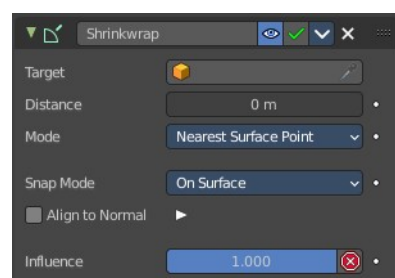 Shrinkwrap
Target
Distance 0 m
Mode Nearest Surface Point
Snap Mode On Surface
Align to Normal
Influence 1.000